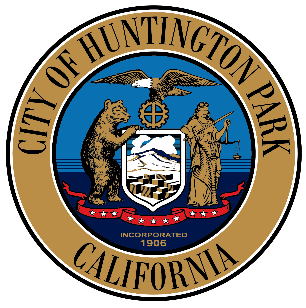 CITY OF HUNTINGTON PARK
INCORPORATED
1906
CALIFORNIA